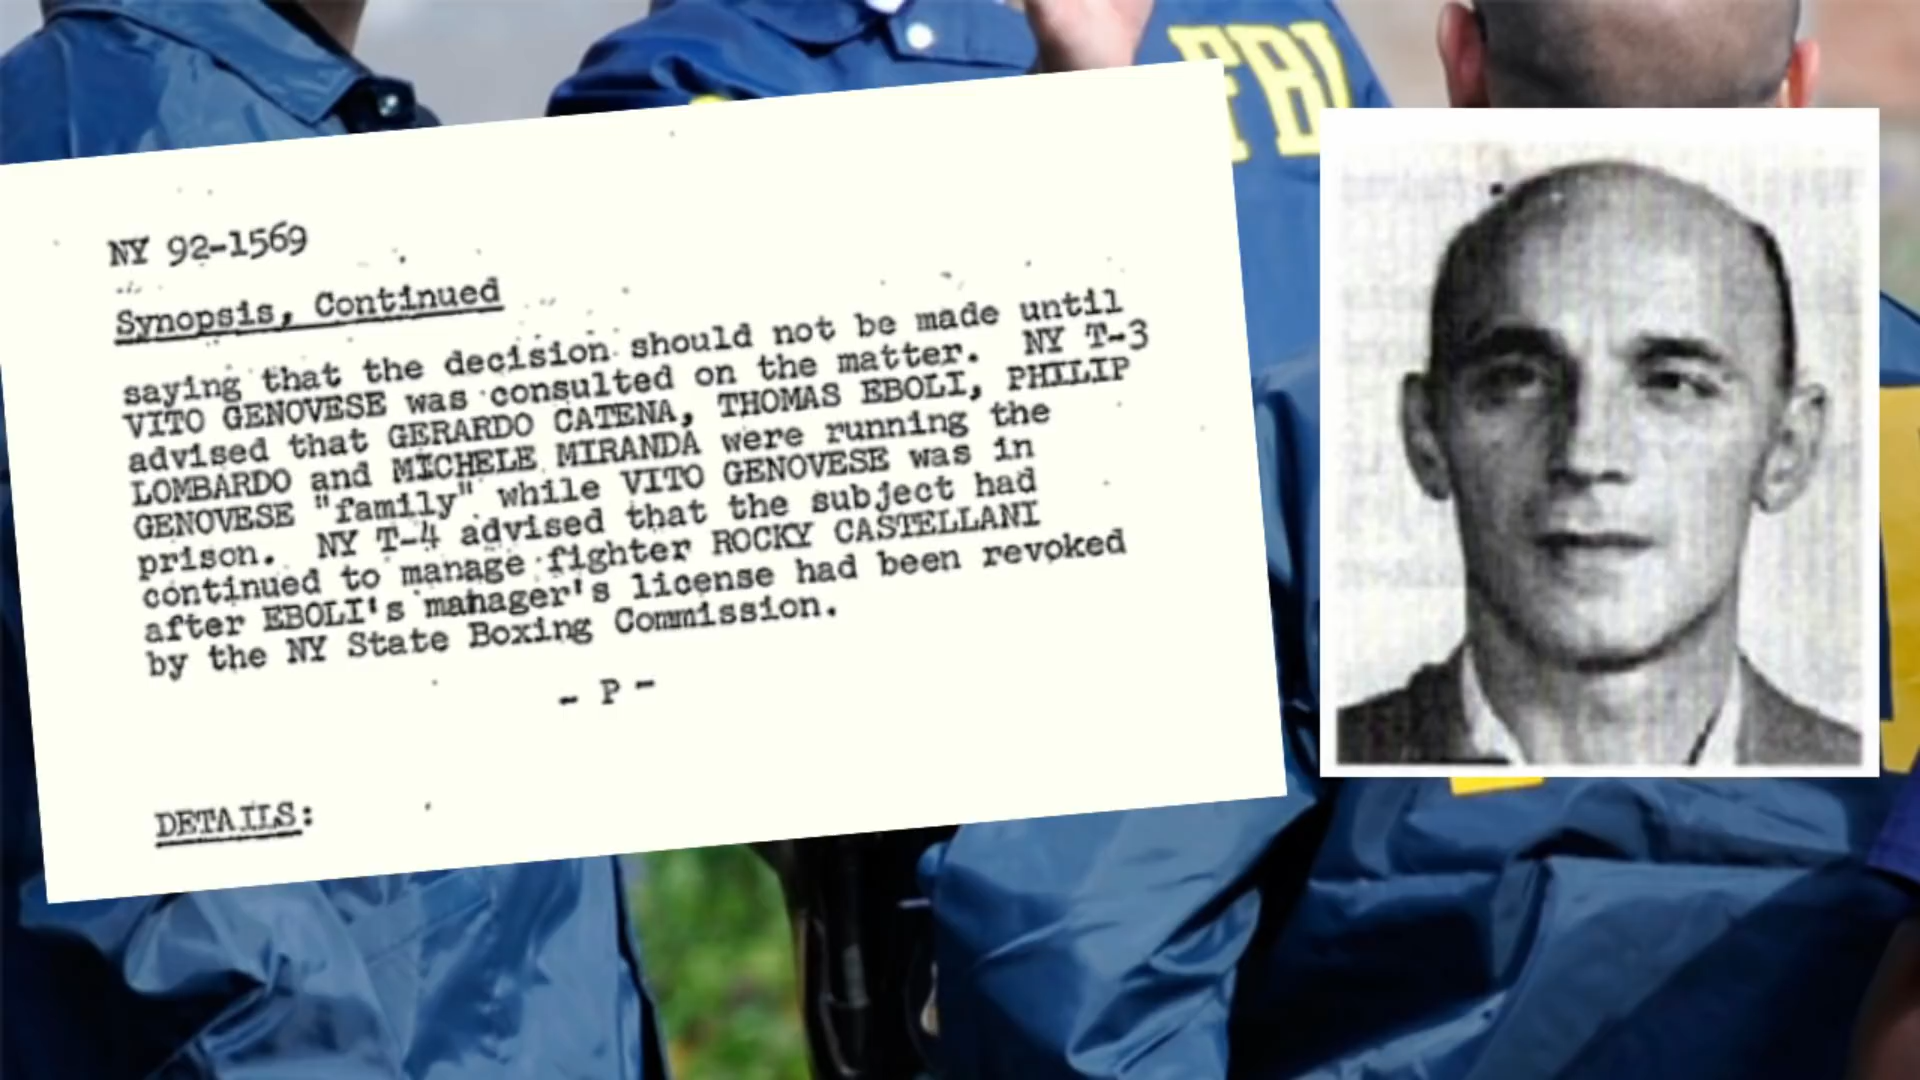 FBI
NY 92-1569
Synopsis, Continued
saying that the decision should not be made until
VITO GENOVESE was consulted on the matter. NY T-3
advised that GERARDO CATENA, THOMAS EBOLI, PHILIP
LOMBARDO and MICHELE MIRANDA were running the
GENOVESE "family" while VITO GENOVESE was in
prison. NY T-4 advised that the subject had
continued to manage fighter ROCKY CASTELLANI
after EBOLI's manager's license had been revoked
by the NY State Boxing Commission.
- P -
DETAILS: